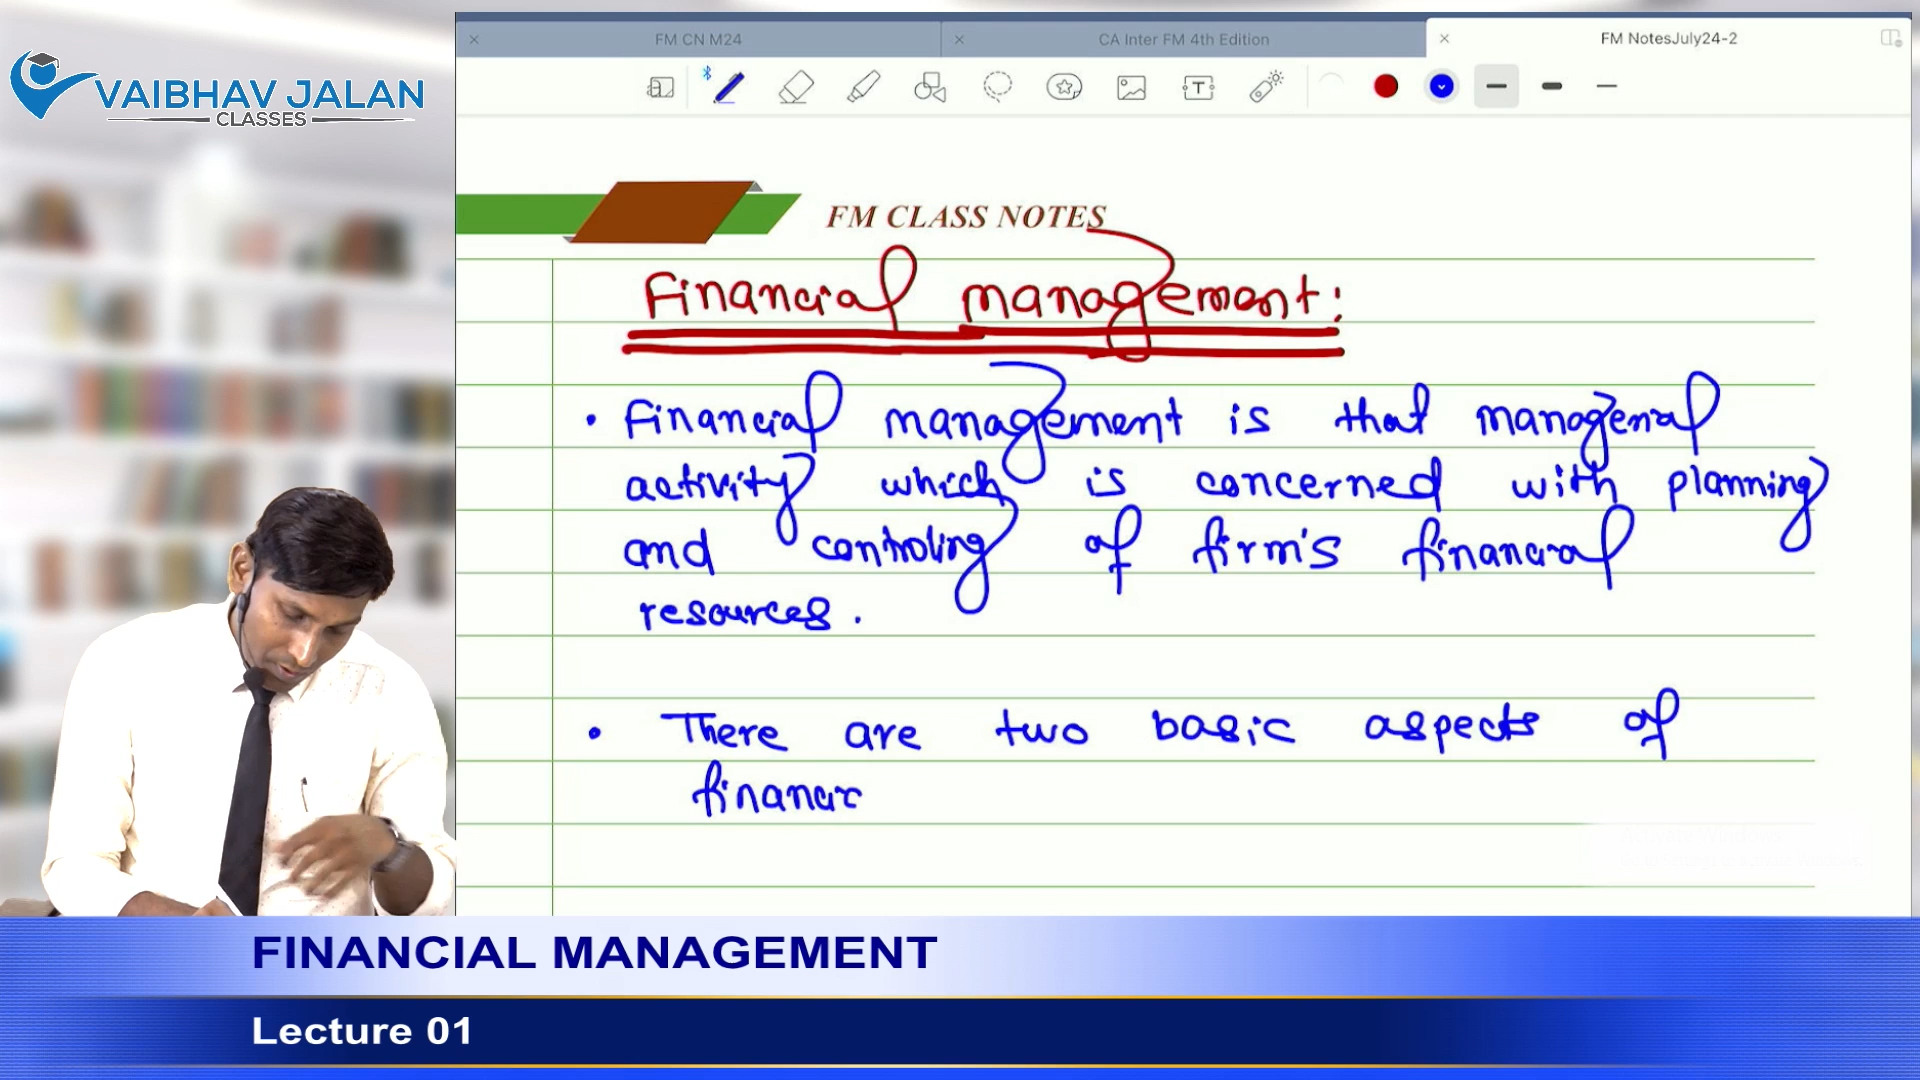 VAIBHAV JALAN
CLASSES
FM CN M24
CA Inter FM 4th Edition
FM NotesJuly24-2
FM CLASS NOTES
Financial management:
• Financial management is that managerial
activity which is concerned with planning
and controling of firm's financial
resources.
• There are two basic aspects of
financ
FINANCIAL MANAGEMENT
Lecture 01